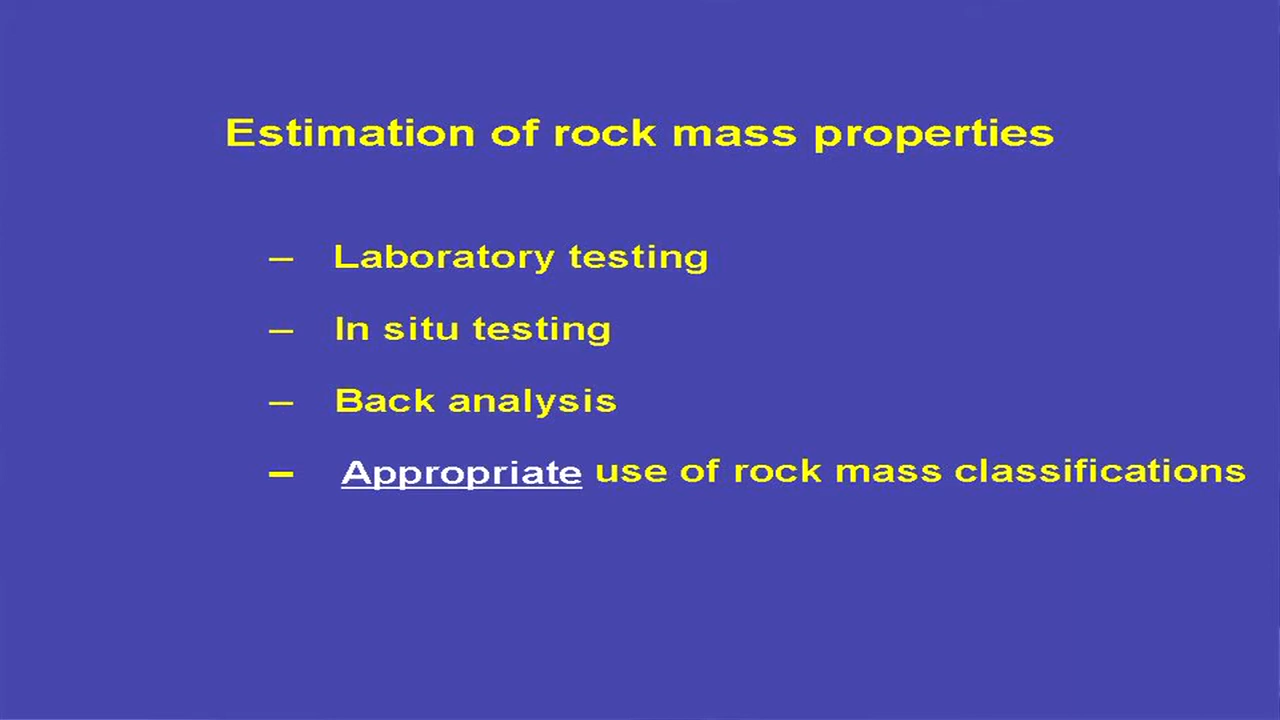 Estimation of rock mass properties
– Laboratory testing
– In situ testing
– Back analysis
– Appropriate use of rock mass classifications